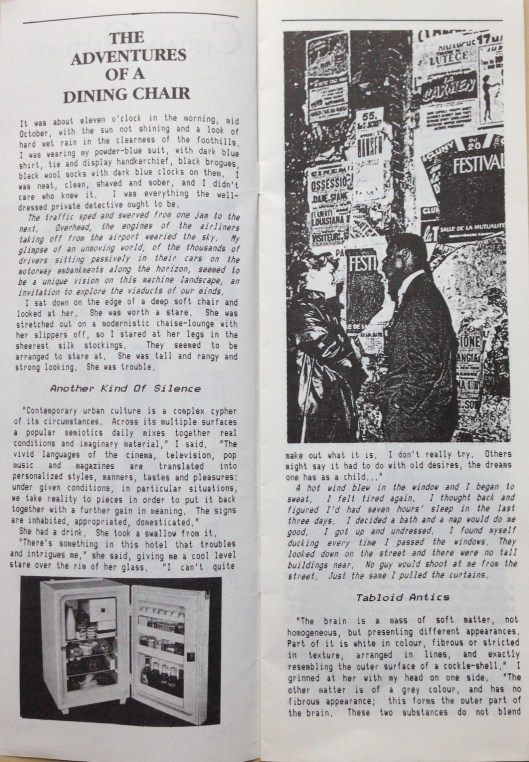 THE
ADVENTURES
OF A
DINING CHAIR
It was about eleven o'clock in the morning, mid
October, with the sun not shining and a look of
hard wet rain in the clearness of the foothills.
I was wearing my powder-blue suit, with dark blue
shirt, tie and display handkerchief, black brogues,
black wool socks with dark blue clocks on them. I
was neat, clean, shaved and sober, and I didn't
care who knew it. I was everything the well-
dressed private detective ought to be.
The traffic sped and swerved from one jam to the
next. Overhead, the engines of the airliners
taking off from the airport wearied the sky. My
glimpse of an unmoving world, of the thousands of
drivers sitting passively in their cars on the
motorway embankments along the horizon, seemed to
be a unique vision on this machine landscape, an
invitation to explore the viaducts of our minds.
I sat down on the edge of a deep soft chair and
looked at her. She was worth a stare. She was
stretched out on a modernistic chaise-lounge with
her slippers off, so I stared at her legs in the
sheerest silk stockings. They seemed to be
arranged to stare at. She was tall and rangy and
strong looking. She was trouble.
Another Kind Of Silence
"Contemporary urban culture is a complex cypher
of its circumstances. Across its multiple surfaces
a popular semiotics daily mixes together real
conditions and imaginary material," I said. "The
vivid languages of the cinema, television, pop
music and magazines are translated into
personalized styles, manners, tastes and pleasures:
under given conditions, in particular situations,
we take reality to pieces in order to put it back
together with a further gain in meaning. The signs
are inhabited, appropriated, domesticated."
She had a drink. She took a swallow from it.
"There's something in this hotel that troubles
and intrigues me," she said, giving me a cool level
stare over the rim of her glass. "I can't quite
DIMANCHE 17 MA
LUTÈCE
CARMEN
55,
HANSEN
20
FESTIVAL
CINEM
OSSESSIO
LOUISIANA
VISITEUR
SALLE DE LA MUTUALITÉ
FESTI
make out what it is. I don't really try. Others
might say it had to do with old desires, the dreams
one has as a child..."
A hot wind blew in the window and I began to
sweat. I felt tired again. I thought back and
figured I'd had seven hours' sleep in the last
three days. I decided a bath and a nap would do me
good. I got up and undressed. I found myself
ducking every time I passed the windows. They
looked down on the street and there were no tall
buildings near. No guy would shoot at me from the
street. Just the same I pulled the curtains.
Tabloid Antics
"The brain is a mass of soft matter, not
homogeneous, but presenting different appearances.
Part of it is white in colour, fibrous or stricted
in texture, arranged in lines, and exactly
resembling the outer surface of a cockle-shell." I
grinned at her with my head on one side. "The
other matter is of a grey colour, and has no
fibrous appearance; this forms the outer part of
the brain. These two substances do not blend